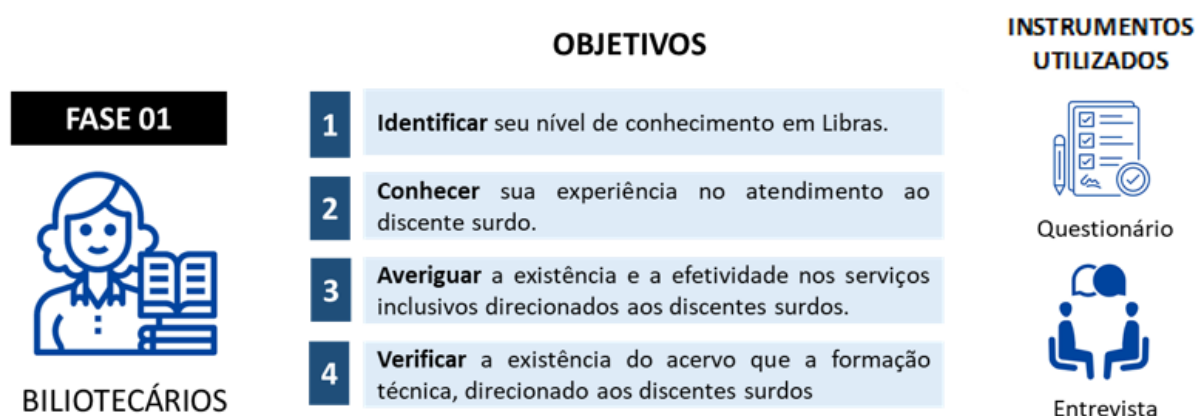 OBJETIVOS
INSTRUMENTOS
UTILIZADOS
FASE 01
BILIOTECÁRIOS
1
Identificar seu nível de conhecimento em Libras.
2
Conhecer sua experiência no atendimento ao
discente surdo.
3
Averiguar a existência e a efetividade nos serviços
inclusivos direcionados aos discentes surdos.
4
Verificar a existência do acervo que a formação
técnica, direcionado aos discentes surdos
Questionário
Entrevista